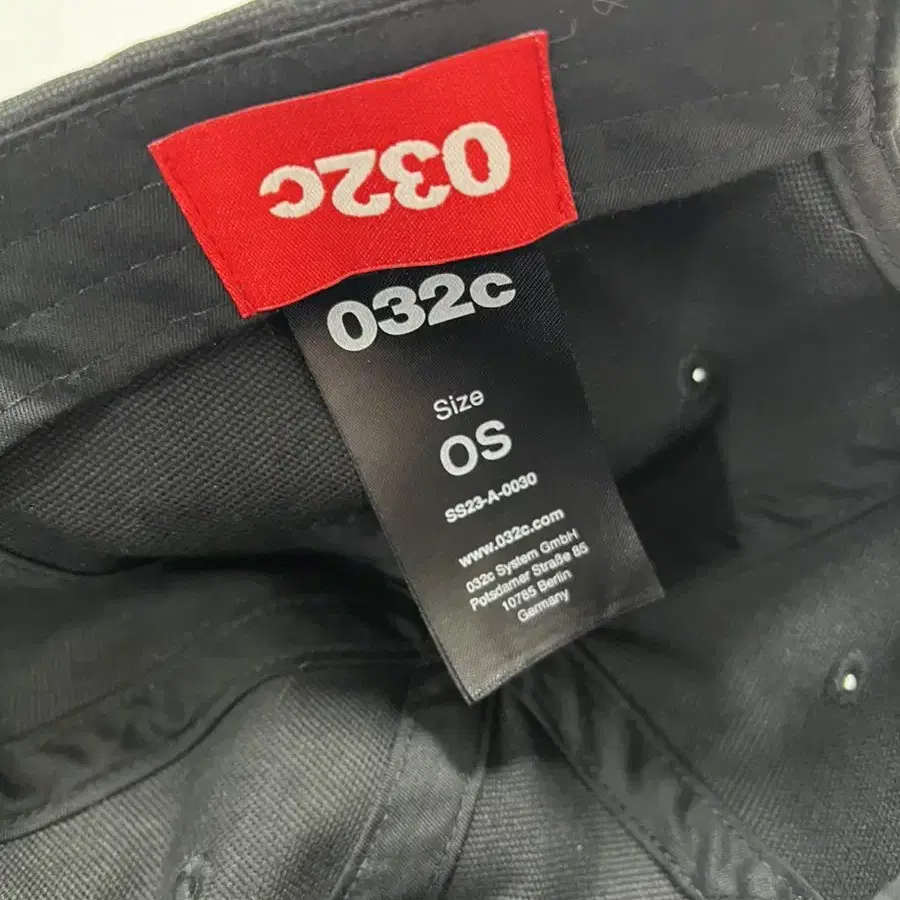 032c
032c
Size
OS
SS23-A-0030
www.032c.com
032c System GmbH
Potsdamer Straße 85
10785 Berlin
Germany